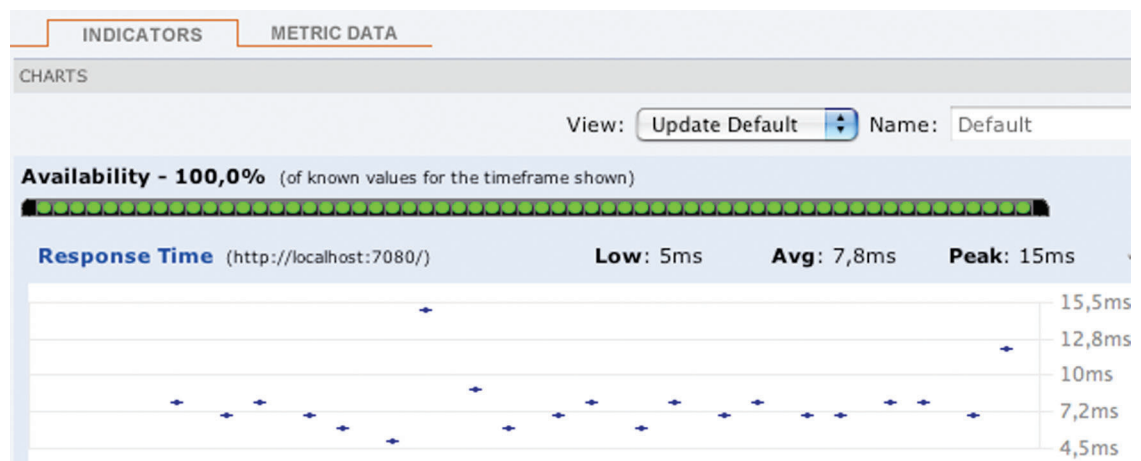 INDICATORS METRIC DATA
CHARTS
View: Update Default Name: Default
Availability - 100,0% (of known values for the timeframe shown)
Response Time (http://localhost:7080/) Low: 5ms Avg: 7,8ms Peak: 15ms
15,5ms
12,8ms
10ms
7,2ms
4,5ms